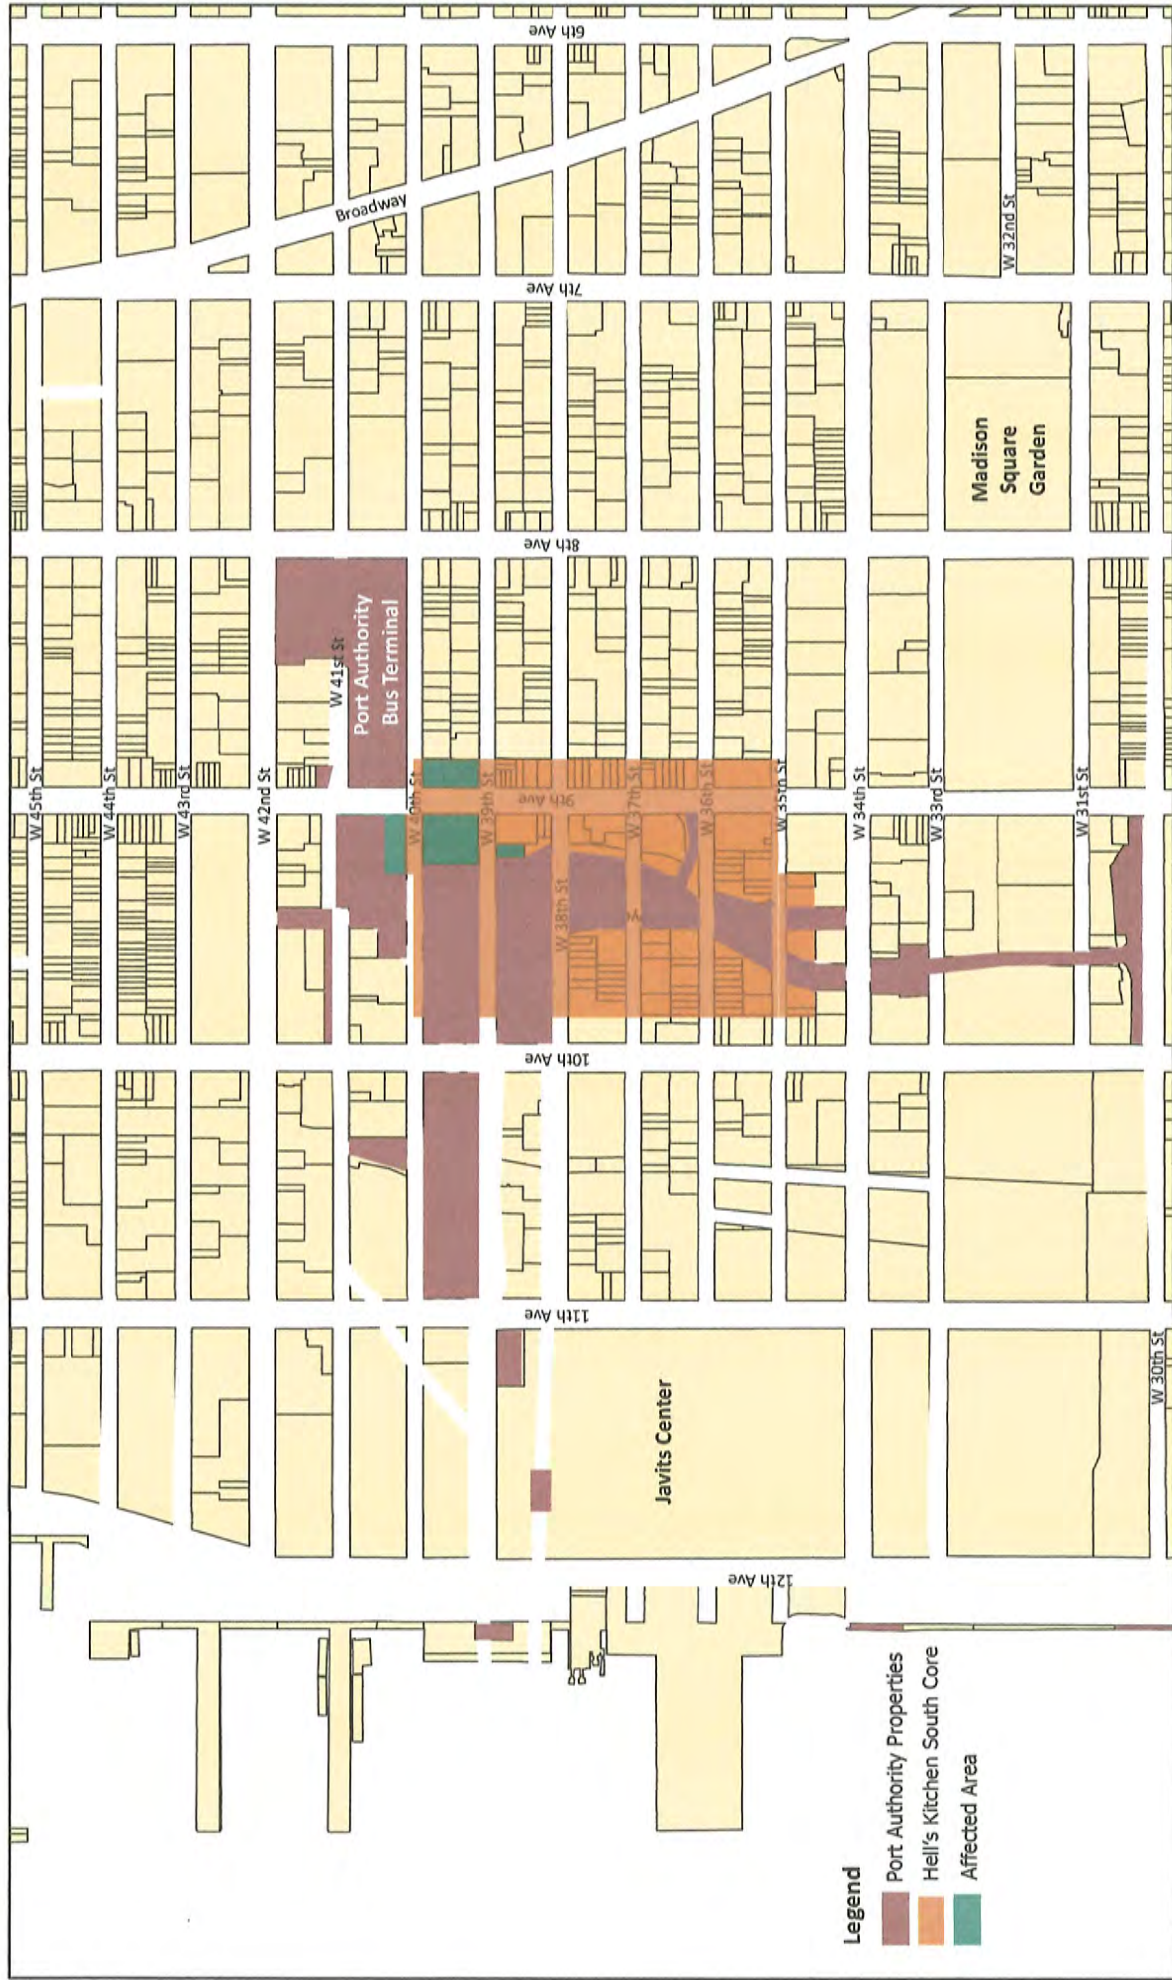 6th Ave
Broadway
W 32nd St
7th Ave
Madison
Square
Garden
8th Ave
W 41st St
Port Authority
Bus Terminal
W 45th St
W 44th St
W 43rd St
W 42nd St
W 40th St
W 39th St
9th Ave
W 37th St
W 36th St
W 35th St
W 34th St
W 33rd St
W 31st St
W 38th St
10th Ave
11th Ave
W 30th St
Javits Center
12th Ave
Legend
Port Authority Properties
Hell's Kitchen South Core
Affected Area